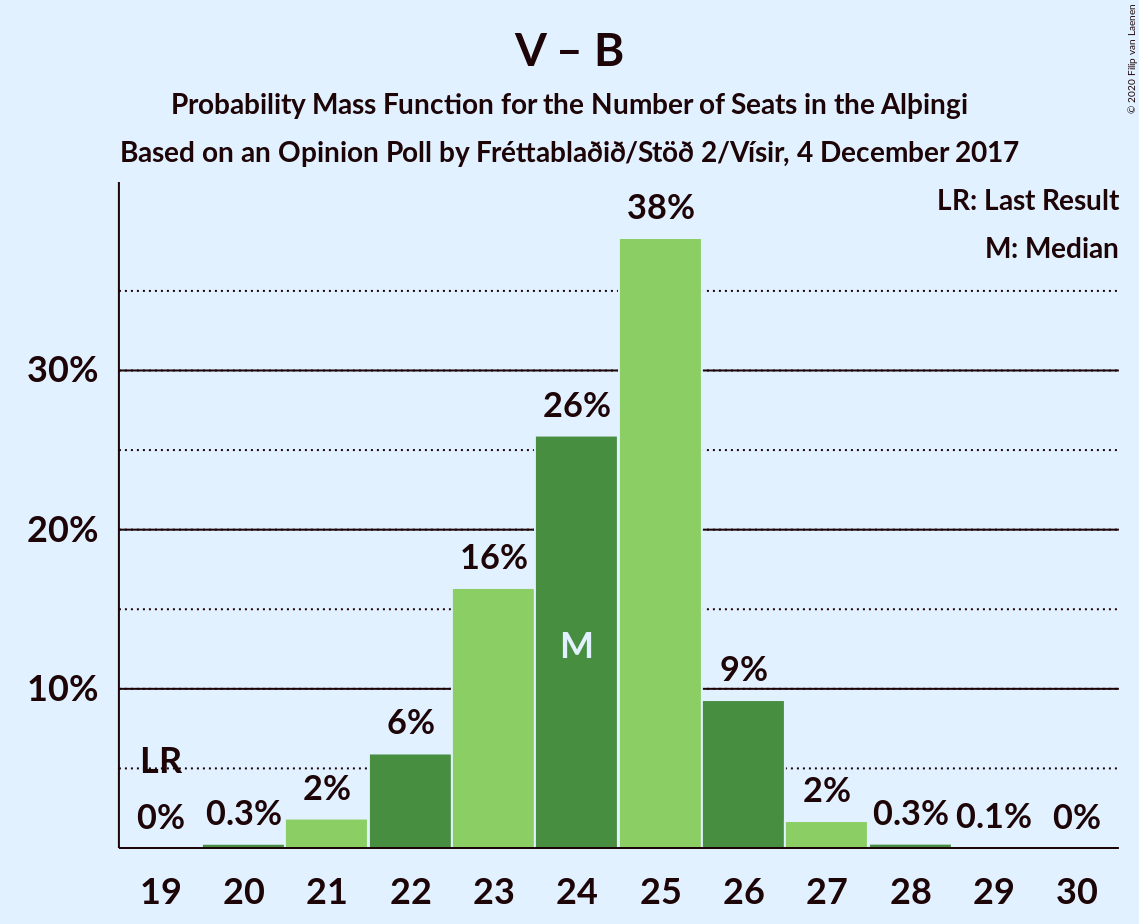 V – B
Probability Mass Function for the Number of Seats in the Alþingi
Based on an Opinion Poll by Fréttablaðið/Stöð 2/Vísir, 4 December 2017
© 2020 Filip van Laenen
LR: Last Result
M: Median
38%
30%
26%
20%
16%
M
10%
9%
6%
LR
2%
2%
0%
0.3%
0.3%
0.1%
0%
19 20 21 22 23 24 25 26 27 28 29 30